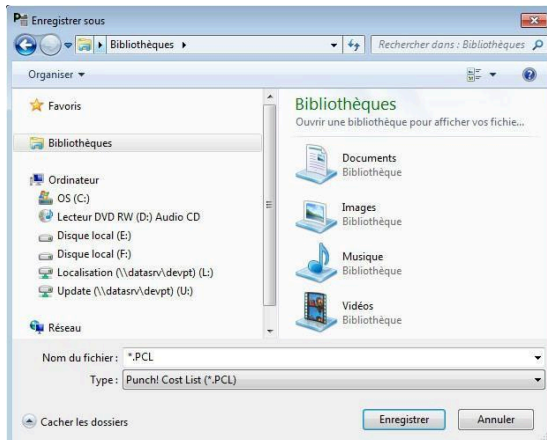 Enregistrer sous
Bibliothèques
Rechercher dans : Bibliothèques
Organiser
Favoris
Bibliothèques
Ordinateur
OS (C:)
Lecteur DVD RW (D:) Audio CD
Disque local (E:)
Disque local (F:)
Localisation (\\datasrv\devpt) (L:)
Update (\\datasrv\devpt) (U:)
Réseau
Bibliothèques
Ouvrir une bibliothèque pour afficher vos fichie...
Documents
Bibliothèque
Images
Bibliothèque
Musique
Bibliothèque
Vidéos
Bibliothèque
Nom du fichier : *.PCL
Type : Punch! Cost List (*.PCL)
Cacher les dossiers
Enregistrer
Annuler